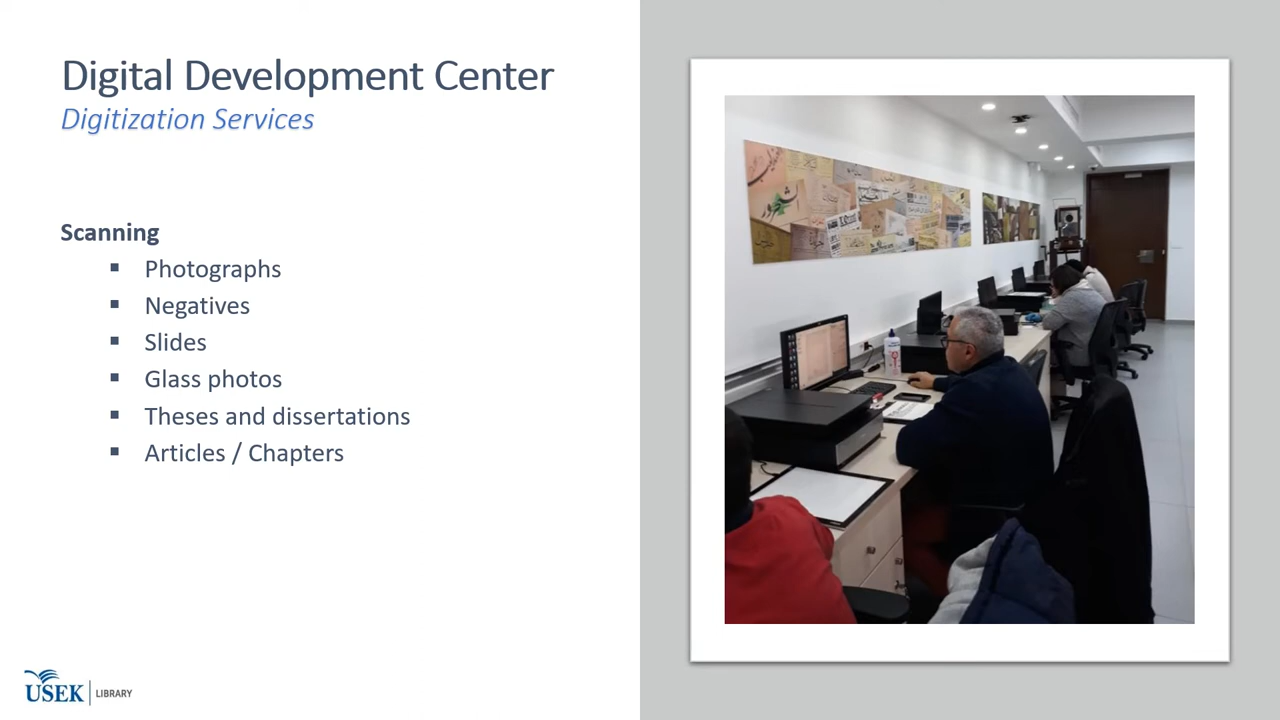 Digital Development Center
Digitization Services
Scanning
▪ Photographs
▪ Negatives
▪ Slides
▪ Glass photos
▪ Theses and dissertations
▪ Articles / Chapters
USEK LIBRARY